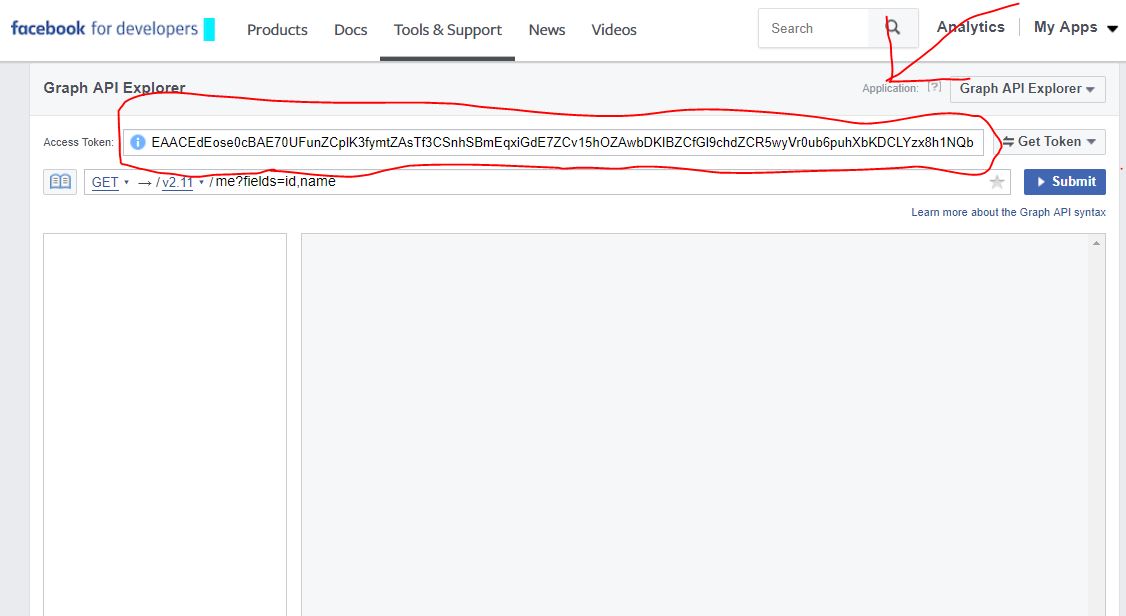 facebook for developers Products Docs Tools & Support News Videos Search Analytics My Apps
Graph API Explorer Application: [?] Graph API Explorer
Access Token: EAACEdEose0cBAE70UFunZCplK3fymtZAsTf3CSnhSBmEqxiGdE7ZCv15hOZAwbDKIBZCfGl9chdZCR5wyVr0ub6puhXbKDCLYzx8h1NQb Get Token
GET → / v2.11 / me?fields=id,name Submit
Learn more about the Graph API syntax